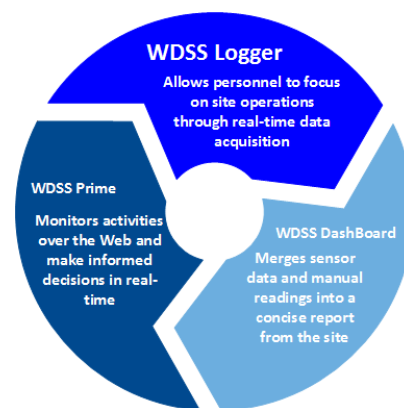 WDSS Logger
Allows personnel to focus
on site operations
through real-time data
acquisition
WDSS DashBoard
Merges sensor
data and manual
readings into a
concise report
from the site
WDSS Prime
Monitors activities
over the Web and
make informed
decisions in real-
time